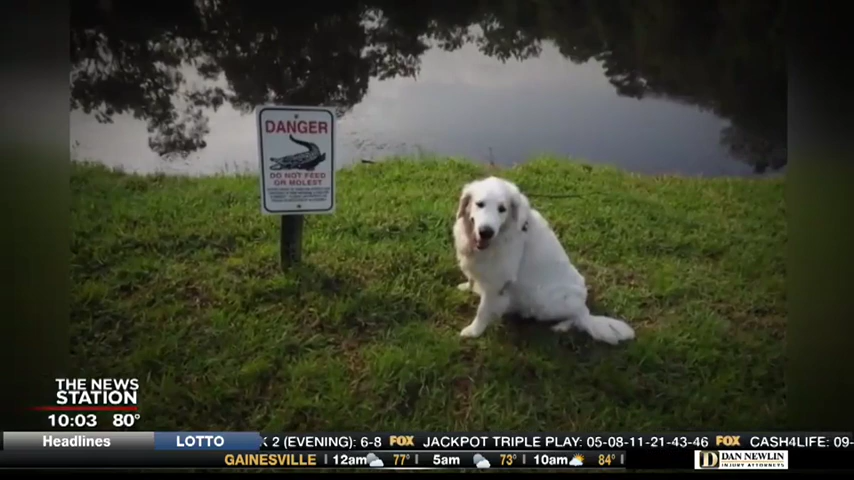 DANGER
DO NOT FEED
OR MOLEST
THE NEWS
STATION
10:03 80°
Headlines
LOTTO
K 2 (EVENING): 6-8 FOX JACKPOT TRIPLE PLAY: 05-08-11-21-43-46 FOX CASH4LIFE: 09-
GAINESVILLE 12am 77° 5am 73° 10am 84°
D DAN NEWLIN
INJURY ATTORNEYS